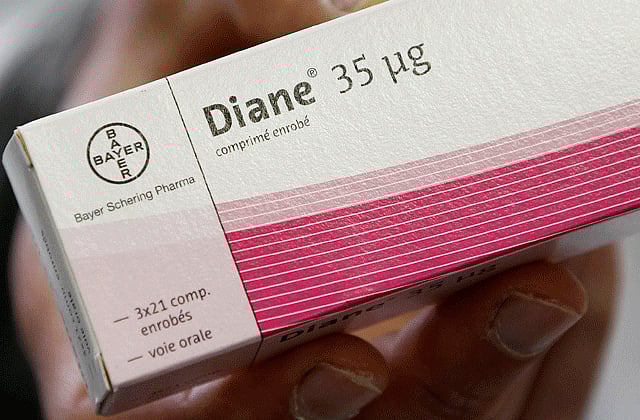 Diane® 35 µg
comprimé enrobé
BAYER
BAYER
Bayer Schering Pharma
— 3x21 comp.
enrobés
— voie orale
Diane 35 µg